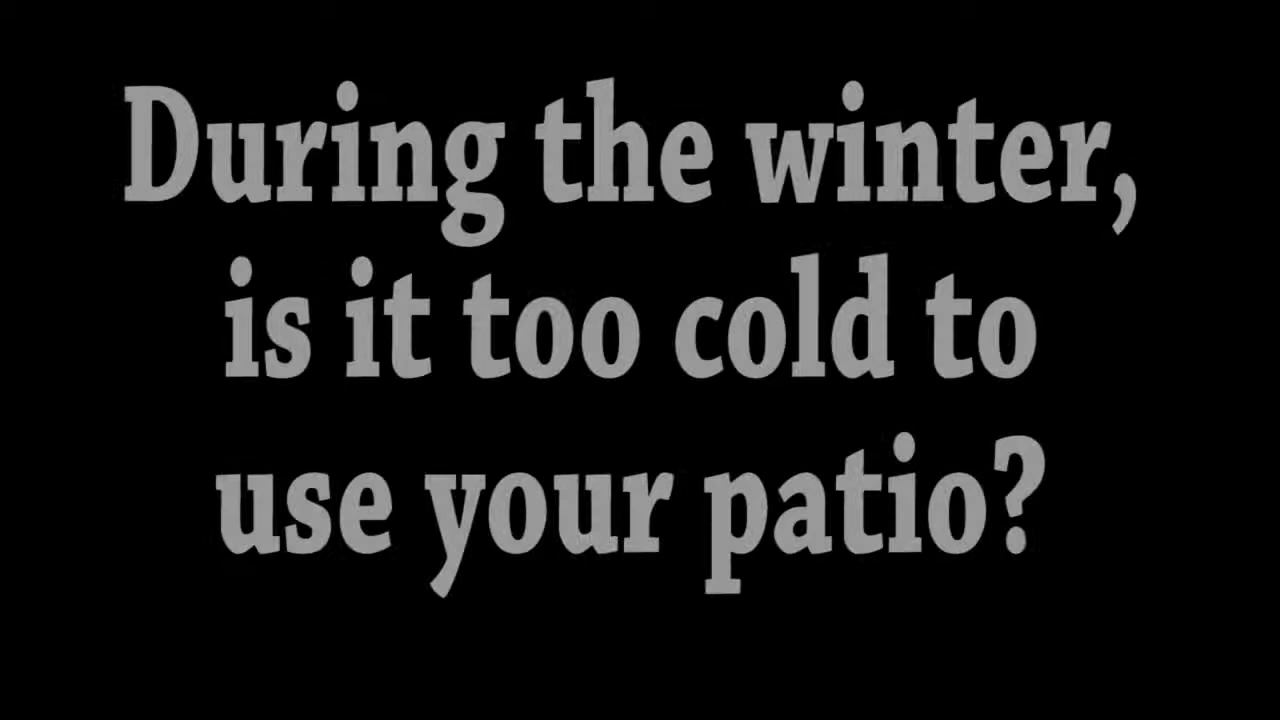 During the winter,
is it too cold to
use your patio?